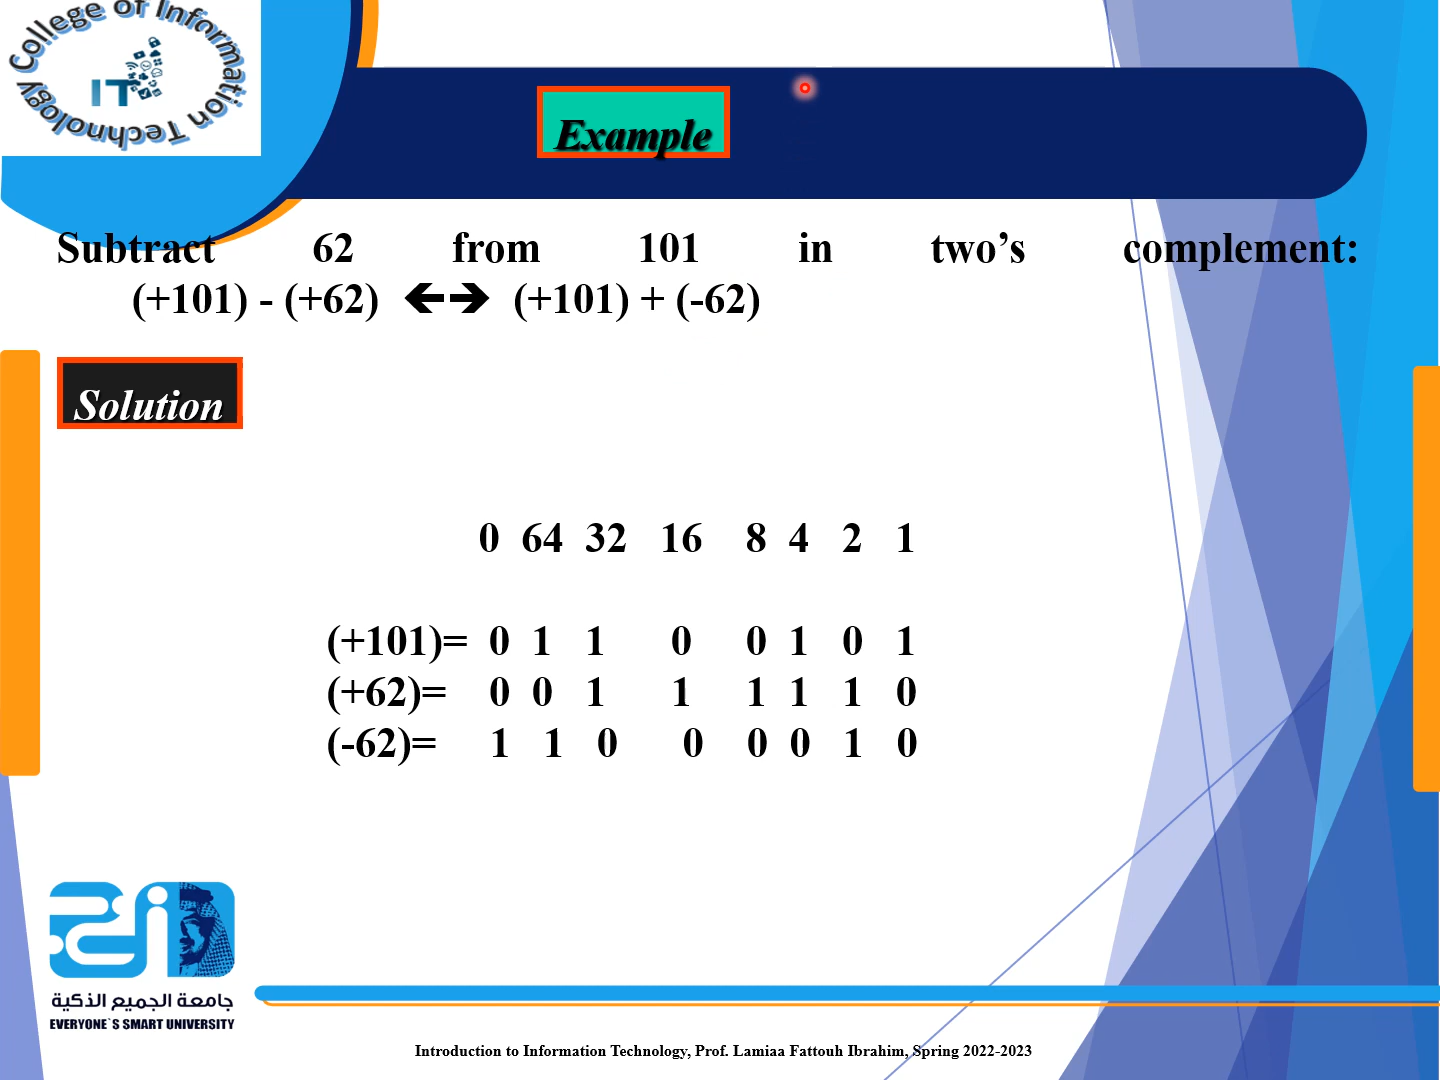 College of Information Technology
IT
Example
Subtract 62 from 101 in two’s complement:
(+101) - (+62) 🡸🡺 (+101) + (-62)
Solution
0 64 32 16 8 4 2 1
(+101)= 0 1 1 0 0 1 0 1
(+62)= 0 0 1 1 1 1 1 0
(-62)= 1 1 0 0 0 0 1 0
جامعة الجميع الذكية
EVERYONE`S SMART UNIVERSITY
Introduction to Information Technology, Prof. Lamiaa Fattouh Ibrahim, Spring 2022-2023